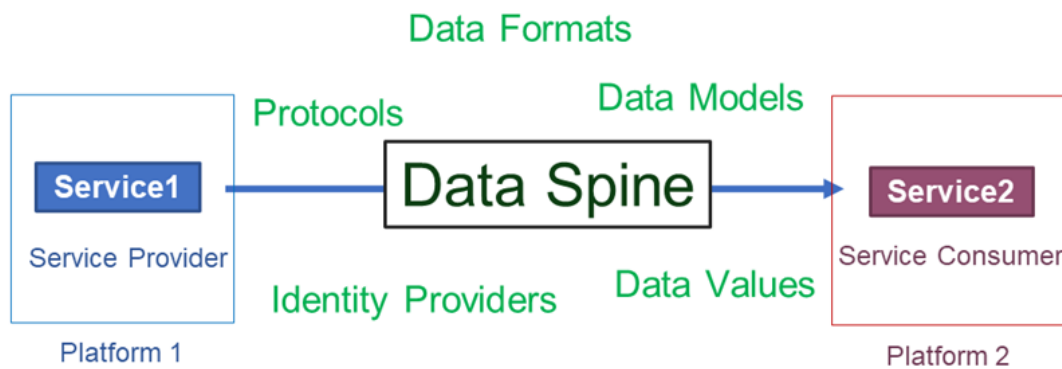 Data Formats
Protocols
Data Models
Service1
Data Spine
Service2
Service Provider
Service Consumer
Identity Providers
Data Values
Platform 1
Platform 2